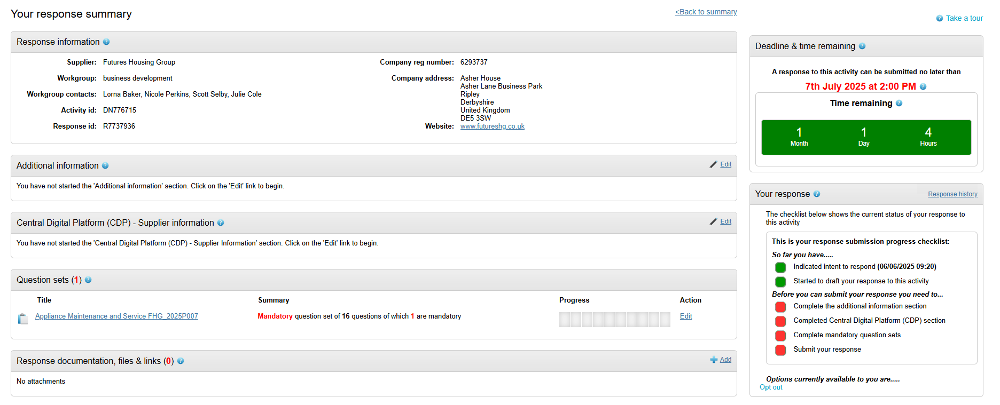 Your response summary
<Back to summary
Take a tour
Response information
Supplier: Futures Housing Group
Workgroup: business development
Workgroup contacts: Lorna Baker, Nicole Perkins, Scott Selby, Julie Cole
Activity id: DN776715
Response id: R7737936
Company reg number: 6293737
Company address: Asher House
Asher Lane Business Park
Ripley
Derbyshire
United Kingdom
DE5 3SW
Website: www.futureshg.co.uk
Additional information
Edit
You have not started the 'Additional information' section. Click on the 'Edit' link to begin.
Central Digital Platform (CDP) - Supplier information
Edit
You have not started the 'Central Digital Platform (CDP) - Supplier Information' section. Click on the 'Edit' link to begin.
Question sets (1)
Title Summary Progress Action
Appliance Maintenance and Service FHG_2025P007 Mandatory question set of 16 questions of which 1 are mandatory Edit
Response documentation, files & links (0)
Add
No attachments
Deadline & time remaining
A response to this activity can be submitted no later than
7th July 2025 at 2:00 PM
Time remaining
1 1 4
Month Day Hours
Your response
Response history
The checklist below shows the current status of your response to
this activity
This is your response submission progress checklist:
So far you have.....
Indicated intent to respond (06/06/2025 09:20)
Started to draft your response to this activity
Before you can submit your response you need to...
Complete the additional information section
Completed Central Digital Platform (CDP) section
Complete mandatory question sets
Submit your response
Options currently available to you are.....
Opt out